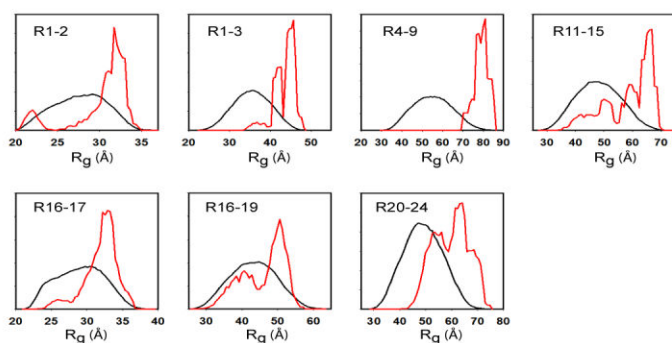 R1-2
R1-3
R4-9
R11-15
20 25 30 35
20 30 40 50
20 30 40 50 60 70 80 90
30 40 50 60 70
Rg (Å)
Rg (Å)
Rg (Å)
Rg (Å)
R16-17
R16-19
R20-24
20 25 30 35 40
30 40 50 60
30 40 50 60 70 80
Rg (Å)
Rg (Å)
Rg (Å)